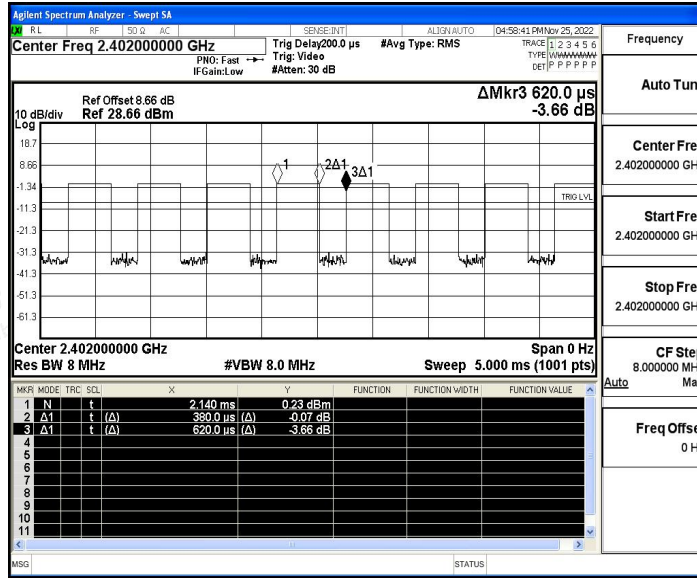 Agilent Spectrum Analyzer - Swept SA
LXI RL RF 50 Ω AC SENSE:INT ALIGN AUTO 04:58:41 PM Nov 25, 2022
Center Freq 2.402000000 GHz
PNO: Fast
IFGain:Low
Trig Delay200.0 µs
Trig: Video
#Atten: 30 dB
#Avg Type: RMS
TRACE 1 2 3 4 5 6
TYPE WWWWWW
DET P P P P P P
Ref Offset 8.66 dB
10 dB/div Ref 28.66 dBm
Log
ΔMkr3 620.0 µs
-3.66 dB
18.7
8.66
-1.34
-11.3
-21.3
-31.3
-41.3
-51.3
-61.3
1
2Δ1
3Δ1
TRIG LVL
Center 2.402000000 GHz Span 0 Hz
Res BW 8 MHz #VBW 8.0 MHz Sweep 5.000 ms (1001 pts)
MKR MODE TRC SCL X Y FUNCTION FUNCTION WIDTH FUNCTION VALUE
1 N t 2.140 ms 0.23 dBm
2 Δ1 t (Δ) 380.0 µs (Δ) -0.07 dB
3 Δ1 t (Δ) 620.0 µs (Δ) -3.66 dB
4
5
6
7
8
9
10
11
MSG STATUS
Frequency
Auto Tun
Center Fre
2.402000000 GH
Start Fre
2.402000000 GH
Stop Fre
2.402000000 GH
CF Ste
8.000000 MH
Auto Ma
Freq Offse
0 H